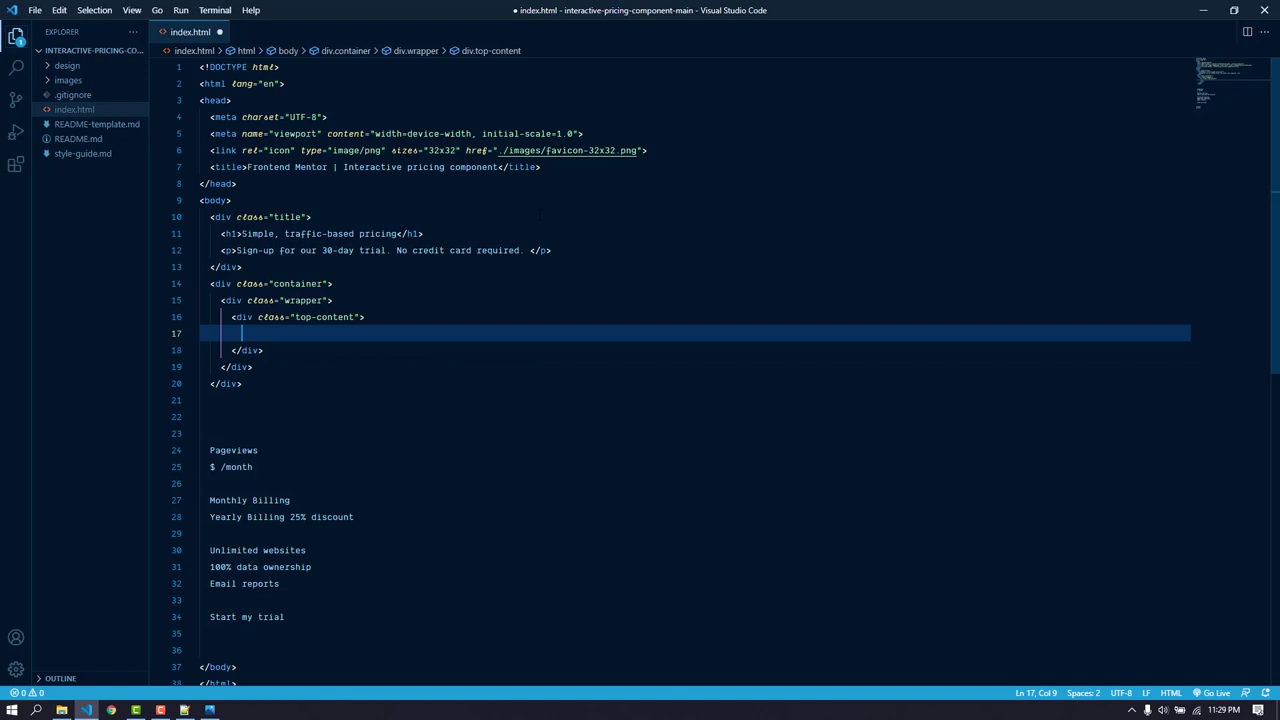 File Edit Selection View Go Run Terminal Help
● index.html - interactive-pricing-component-main - Visual Studio Code
EXPLORER
INTERACTIVE-PRICING-CO...
design
images
.gitignore
index.html
README-template.md
README.md
style-guide.md
OUTLINE
index.html
index.html > html > body > div.container > div.wrapper > div.top-content
1 <!DOCTYPE html>
2 <html lang="en">
3 <head>
4 <meta charset="UTF-8">
5 <meta name="viewport" content="width=device-width, initial-scale=1.0">
6 <link rel="icon" type="image/png" sizes="32x32" href="./images/favicon-32x32.png">
7 <title>Frontend Mentor | Interactive pricing component</title>
8 </head>
9 <body>
10 <div class="title">
11 <h1>Simple, traffic-based pricing</h1>
12 <p>Sign-up for our 30-day trial. No credit card required. </p>
13 </div>
14 <div class="container">
15 <div class="wrapper">
16 <div class="top-content">
17
18 </div>
19 </div>
20 </div>
21
22
23
24 Pageviews
25 $ /month
26
27 Monthly Billing
28 Yearly Billing 25% discount
29
30 Unlimited websites
31 100% data ownership
32 Email reports
33
34 Start my trial
35
36
37 </body>
38 </html>
0 0 Ln 17, Col 9 Spaces: 2 UTF-8 LF HTML Go Live
11:29 PM